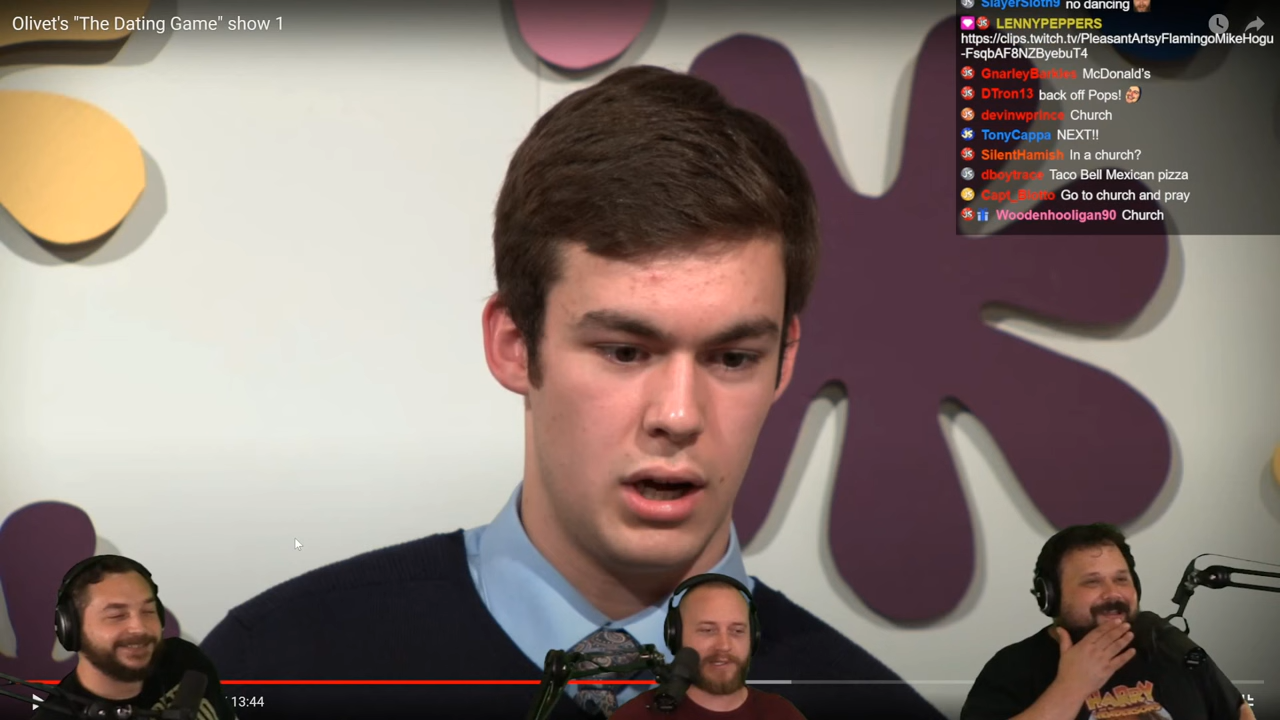 Olivet's "The Dating Game" show 1
SlayerSloth9 no dancing
LENNYPEPPERS
https://clips.twitch.tv/PleasantArtsyFlamingoMikeHogu
-FsqbAF8NZByebuT4
GnarleyBarkles McDonald's
DTron13 back off Pops!
devinwprince Church
TonyCappa NEXT!!
SilentHamish In a church?
dboytrace Taco Bell Mexican pizza
Go to church and pray
Woodenhooligan90 Church
13:44